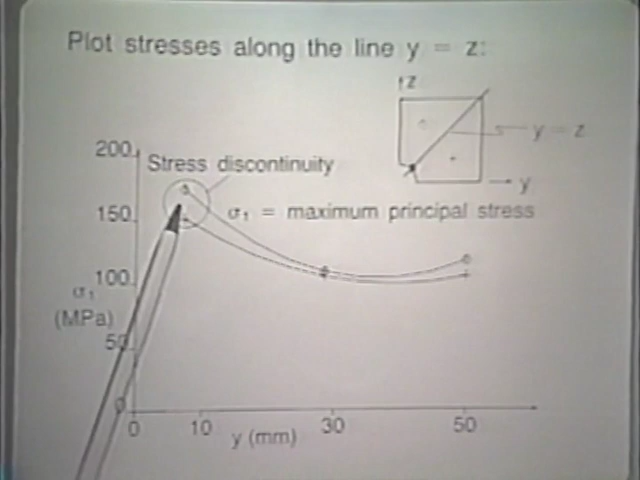 Plot stresses along the line y = z:
z
y = z
y
200
Stress discontinuity
150
σ₁ = maximum principal stress
100
σ₁
(MPa)
50
0
0 10 30 50
y (mm)